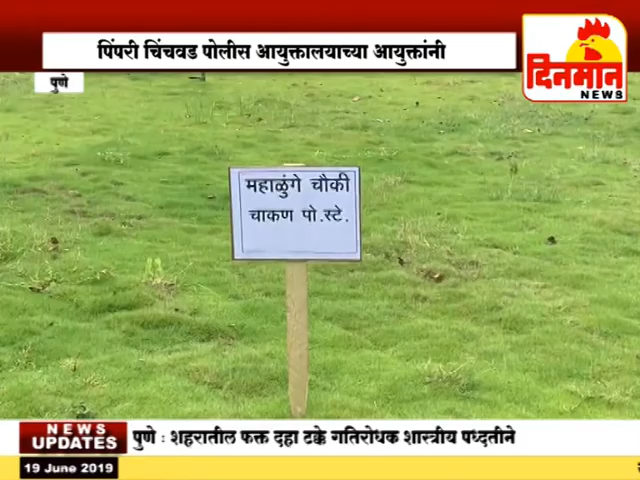 पिंपरी चिंचवड पोलीस आयुक्तालयाच्या आयुक्तांनी
पुणे
दिनमान
NEWS
महाळुंगे चौकी
चाकण पो.स्टे.
NEWS
UPDATES
पुणे : शहरातील फक्त दहा टक्के गतिरोधक शास्त्रीय पध्दतीने
19 June 2019